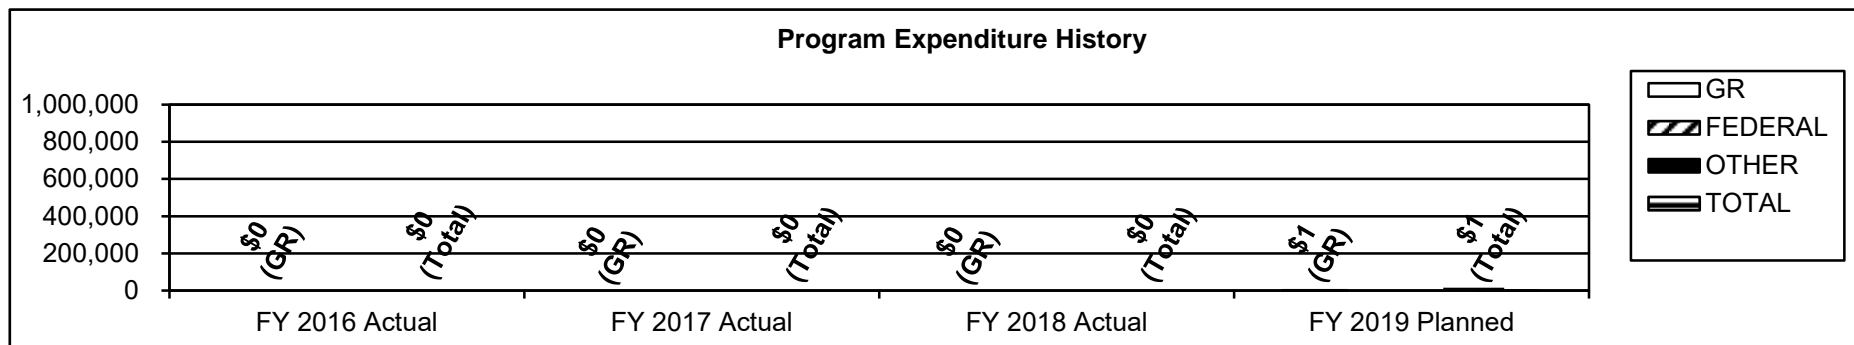 Program Expenditure History
1,000,000
800,000
600,000
400,000
200,000
0
$0
(GR)
$0
(Total)
$0
(GR)
$0
(Total)
$0
(GR)
$0
(Total)
$1
(GR)
$1
(Total)
FY 2016 Actual
FY 2017 Actual
FY 2018 Actual
FY 2019 Planned
GR
FEDERAL
OTHER
TOTAL